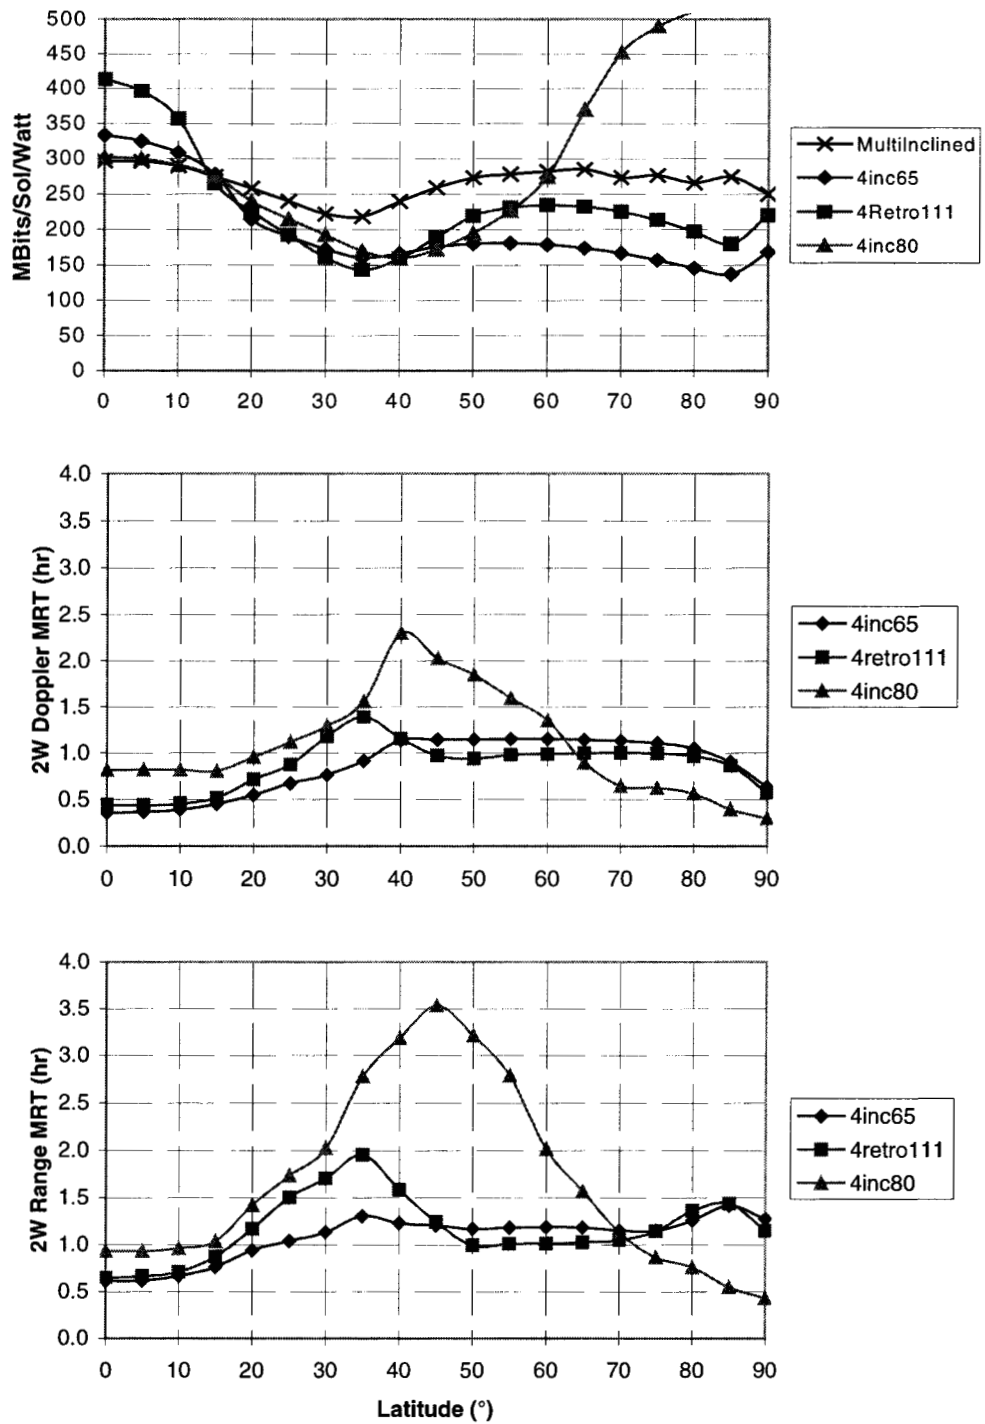 MBits/Sol/Watt
500
450
400
350
300
250
200
150
100
50
0
0 10 20 30 40 50 60 70 80 90
MultiInclined
4inc65
4Retro111
4inc80
2W Doppler MRT (hr)
4.0
3.5
3.0
2.5
2.0
1.5
1.0
0.5
0.0
0 10 20 30 40 50 60 70 80 90
4inc65
4retro111
4inc80
2W Range MRT (hr)
4.0
3.5
3.0
2.5
2.0
1.5
1.0
0.5
0.0
0 10 20 30 40 50 60 70 80 90
Latitude (°)
4inc65
4retro111
4inc80